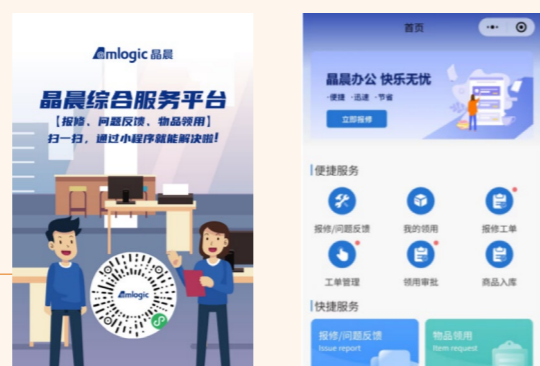 Amlogic 晶晨
晶晨综合服务平台
【报修、问题反馈、物品领用】
扫一扫，通过小程序就能解决啦！
Amlogic
首页
晶晨办公 快乐无忧
·便捷 ·迅速 ·节省
立即报修
便捷服务
报修/问题反馈 我的领用 报修工单
工单管理 领用审批 商品入库
快捷服务
报修/问题反馈 物品领用
Issue report Item request